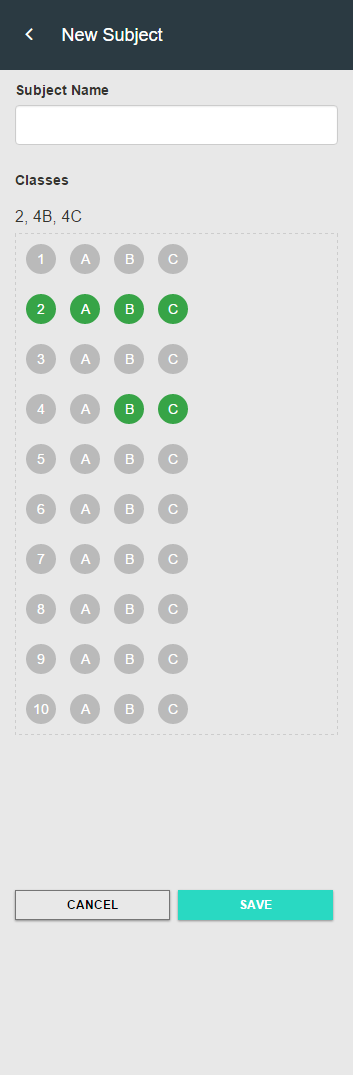 New Subject
Subject Name
Classes
2, 4B, 4C
1 A B C
2 A B C
3 A B C
4 A B C
5 A B C
6 A B C
7 A B C
8 A B C
9 A B C
10 A B C
CANCEL SAVE